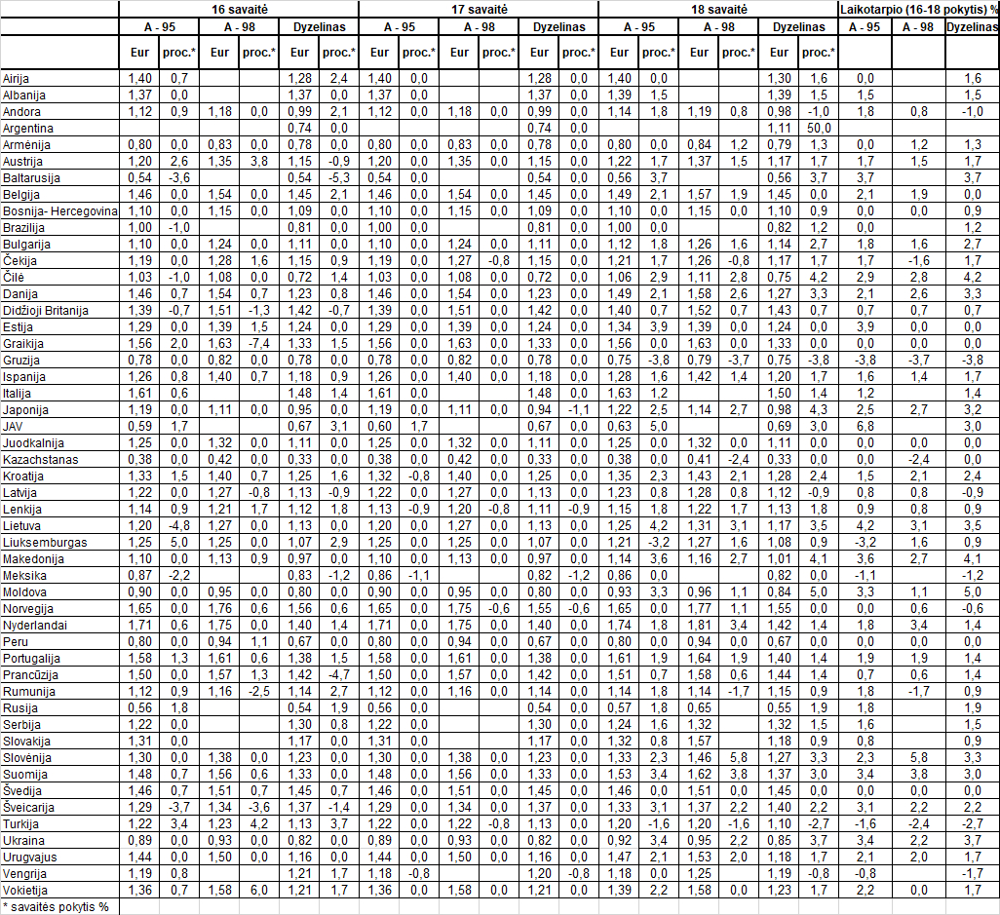 16 savaitė 17 savaitė 18 savaitė Laikotarpio (16-18 pokytis) %
A - 95 A - 98 Dyzelinas A - 95 A - 98 Dyzelinas A - 95 A - 98 Dyzelinas A - 95 A - 98 Dyzelinas
Eur proc.* Eur proc.* Eur proc.* Eur proc.* Eur proc.* Eur proc.* Eur proc.* Eur proc.* Eur proc.*
Airija 1,40 0,7 1,28 2,4 1,40 0,0 1,28 0,0 1,40 0,0 1,30 1,6 0,0 1,6
Albanija 1,37 0,0 1,37 0,0 1,37 0,0 1,37 0,0 1,39 1,5 1,39 1,5 1,5 1,5
Andora 1,12 0,9 1,18 0,0 0,99 2,1 1,12 0,0 1,18 0,0 0,99 0,0 1,14 1,8 1,19 0,8 0,98 -1,0 1,8 0,8 -1,0
Argentina 0,74 0,0 0,74 0,0 1,11 50,0
Armėnija 0,80 0,0 0,83 0,0 0,78 0,0 0,80 0,0 0,83 0,0 0,78 0,0 0,80 0,0 0,84 1,2 0,79 1,3 0,0 1,2 1,3
Austrija 1,20 2,6 1,35 3,8 1,15 -0,9 1,20 0,0 1,35 0,0 1,15 0,0 1,22 1,7 1,37 1,5 1,17 1,7 1,7 1,5 1,7
Baltarusija 0,54 -3,6 0,54 -5,3 0,54 0,0 0,54 0,0 0,56 3,7 0,56 3,7 3,7 3,7
Belgija 1,46 0,0 1,54 0,0 1,45 2,1 1,46 0,0 1,54 0,0 1,45 0,0 1,49 2,1 1,57 1,9 1,45 0,0 2,1 1,9 0,0
Bosnija- Hercegovina 1,10 0,0 1,15 0,0 1,09 0,0 1,10 0,0 1,15 0,0 1,09 0,0 1,10 0,0 1,15 0,0 1,10 0,9 0,0 0,0 0,9
Brazilija 1,00 -1,0 0,81 0,0 1,00 0,0 0,81 0,0 1,00 0,0 0,82 1,2 0,0 1,2
Bulgarija 1,10 0,0 1,24 0,0 1,11 0,0 1,10 0,0 1,24 0,0 1,11 0,0 1,12 1,8 1,26 1,6 1,14 2,7 1,8 1,6 2,7
Čekija 1,19 0,0 1,28 1,6 1,15 0,9 1,19 0,0 1,27 -0,8 1,15 0,0 1,21 1,7 1,26 -0,8 1,17 1,7 1,7 -1,6 1,7
Čilė 1,03 -1,0 1,08 0,0 0,72 1,4 1,03 0,0 1,08 0,0 0,72 0,0 1,06 2,9 1,11 2,8 0,75 4,2 2,9 2,8 4,2
Danija 1,46 0,7 1,54 0,7 1,23 0,8 1,46 0,0 1,54 0,0 1,23 0,0 1,49 2,1 1,58 2,6 1,27 3,3 2,1 2,6 3,3
Didžioji Britanija 1,39 -0,7 1,51 -1,3 1,42 -0,7 1,39 0,0 1,51 0,0 1,42 0,0 1,40 0,7 1,52 0,7 1,43 0,7 0,7 0,7 0,7
Estija 1,29 0,0 1,39 1,5 1,24 0,0 1,29 0,0 1,39 0,0 1,24 0,0 1,34 3,9 1,39 0,0 1,24 0,0 3,9 0,0 0,0
Graikija 1,56 2,0 1,63 -7,4 1,33 1,5 1,56 0,0 1,63 0,0 1,33 0,0 1,56 0,0 1,63 0,0 1,33 0,0 0,0 0,0 0,0
Gruzija 0,78 0,0 0,82 0,0 0,78 0,0 0,78 0,0 0,82 0,0 0,78 0,0 0,75 -3,8 0,79 -3,7 0,75 -3,8 -3,8 -3,7 -3,8
Ispanija 1,26 0,8 1,40 0,7 1,18 0,9 1,26 0,0 1,40 0,0 1,18 0,0 1,28 1,6 1,42 1,4 1,20 1,7 1,6 1,4 1,7
Italija 1,61 0,6 1,48 1,4 1,61 0,0 1,48 0,0 1,63 1,2 1,50 1,4 1,2 1,4
Japonija 1,19 0,0 1,11 0,0 0,95 0,0 1,19 0,0 1,11 0,0 0,94 -1,1 1,22 2,5 1,14 2,7 0,98 4,3 2,5 2,7 3,2
JAV 0,59 1,7 0,67 3,1 0,60 1,7 0,67 0,0 0,63 5,0 0,69 3,0 6,8 3,0
Juodkalnija 1,25 0,0 1,32 0,0 1,11 0,0 1,25 0,0 1,32 0,0 1,11 0,0 1,25 0,0 1,32 0,0 1,11 0,0 0,0 0,0 0,0
Kazachstanas 0,38 0,0 0,42 0,0 0,33 0,0 0,38 0,0 0,42 0,0 0,33 0,0 0,38 0,0 0,41 -2,4 0,33 0,0 0,0 -2,4 0,0
Kroatija 1,33 1,5 1,40 0,7 1,25 1,6 1,32 -0,8 1,40 0,0 1,25 0,0 1,35 2,3 1,43 2,1 1,28 2,4 1,5 2,1 2,4
Latvija 1,22 0,0 1,27 -0,8 1,13 -0,9 1,22 0,0 1,27 0,0 1,13 0,0 1,23 0,8 1,28 0,8 1,12 -0,9 0,8 0,8 -0,9
Lenkija 1,14 0,9 1,21 1,7 1,12 1,8 1,13 -0,9 1,20 -0,8 1,11 -0,9 1,15 1,8 1,22 1,7 1,13 1,8 0,9 0,8 0,9
Lietuva 1,20 -4,8 1,27 0,0 1,13 0,0 1,20 0,0 1,27 0,0 1,13 0,0 1,25 4,2 1,31 3,1 1,17 3,5 4,2 3,1 3,5
Liuksemburgas 1,25 5,0 1,25 0,0 1,07 2,9 1,25 0,0 1,25 0,0 1,07 0,0 1,21 -3,2 1,27 1,6 1,08 0,9 -3,2 1,6 0,9
Makedonija 1,10 0,0 1,13 0,9 0,97 0,0 1,10 0,0 1,13 0,0 0,97 0,0 1,14 3,6 1,16 2,7 1,01 4,1 3,6 2,7 4,1
Meksika 0,87 -2,2 0,83 -1,2 0,86 -1,1 0,82 -1,2 0,86 0,0 0,82 0,0 -1,1 -1,2
Moldova 0,90 0,0 0,95 0,0 0,80 0,0 0,90 0,0 0,95 0,0 0,80 0,0 0,93 3,3 0,96 1,1 0,84 5,0 3,3 1,1 5,0
Norvegija 1,65 0,0 1,76 0,6 1,56 0,6 1,65 0,0 1,75 -0,6 1,55 -0,6 1,65 0,0 1,77 1,1 1,55 0,0 0,0 0,6 -0,6
Nyderlandai 1,71 0,6 1,75 0,0 1,40 1,4 1,71 0,0 1,75 0,0 1,40 0,0 1,74 1,8 1,81 3,4 1,42 1,4 1,8 3,4 1,4
Peru 0,80 0,0 0,94 1,1 0,67 0,0 0,80 0,0 0,94 0,0 0,67 0,0 0,80 0,0 0,94 0,0 0,67 0,0 0,0 0,0 0,0
Portugalija 1,58 1,3 1,61 0,6 1,38 1,5 1,58 0,0 1,61 0,0 1,38 0,0 1,61 1,9 1,64 1,9 1,40 1,4 1,9 1,9 1,4
Prancūzija 1,50 0,0 1,57 1,3 1,42 -4,7 1,50 0,0 1,57 0,0 1,42 0,0 1,51 0,7 1,58 0,6 1,44 1,4 0,7 0,6 1,4
Rumunija 1,12 0,9 1,16 -2,5 1,14 2,7 1,12 0,0 1,16 0,0 1,14 0,0 1,14 1,8 1,14 -1,7 1,15 0,9 1,8 -1,7 0,9
Rusija 0,56 1,8 0,54 1,9 0,56 0,0 0,54 0,0 0,57 1,8 0,65 0,55 1,9 1,8 1,9
Serbija 1,22 0,0 1,30 0,8 1,22 0,0 1,30 0,0 1,24 1,6 1,32 1,32 1,5 1,6 1,5
Slovakija 1,31 0,0 1,17 0,0 1,31 0,0 1,17 0,0 1,32 0,8 1,57 1,18 0,9 0,8 0,9
Slovėnija 1,30 0,0 1,38 0,0 1,23 0,0 1,30 0,0 1,38 0,0 1,23 0,0 1,33 2,3 1,46 5,8 1,27 3,3 2,3 5,8 3,3
Suomija 1,48 0,7 1,56 0,6 1,33 0,0 1,48 0,0 1,56 0,0 1,33 0,0 1,53 3,4 1,62 3,8 1,37 3,0 3,4 3,8 3,0
Švedija 1,46 0,7 1,51 0,7 1,45 0,7 1,46 0,0 1,51 0,0 1,45 0,0 1,46 0,0 1,51 0,0 1,45 0,0 0,0 0,0 0,0
Šveicarija 1,29 -3,7 1,34 -3,6 1,37 -1,4 1,29 0,0 1,34 0,0 1,37 0,0 1,33 3,1 1,37 2,2 1,40 2,2 3,1 2,2 2,2
Turkija 1,22 3,4 1,23 4,2 1,13 3,7 1,22 0,0 1,22 -0,8 1,13 0,0 1,20 -1,6 1,20 -1,6 1,10 -2,7 -1,6 -2,4 -2,7
Ukraina 0,89 0,0 0,93 0,0 0,82 0,0 0,89 0,0 0,93 0,0 0,82 0,0 0,92 3,4 0,95 2,2 0,85 3,7 3,4 2,2 3,7
Urugvajus 1,44 0,0 1,50 0,0 1,16 0,0 1,44 0,0 1,50 0,0 1,16 0,0 1,47 2,1 1,53 2,0 1,18 1,7 2,1 2,0 1,7
Vengrija 1,19 0,8 1,21 1,7 1,18 -0,8 1,20 -0,8 1,18 0,0 1,25 1,19 -0,8 -0,8 -1,7
Vokietija 1,36 0,7 1,58 6,0 1,21 1,7 1,36 0,0 1,58 0,0 1,21 0,0 1,39 2,2 1,58 0,0 1,23 1,7 2,2 0,0 1,7
* savaitės pokytis %